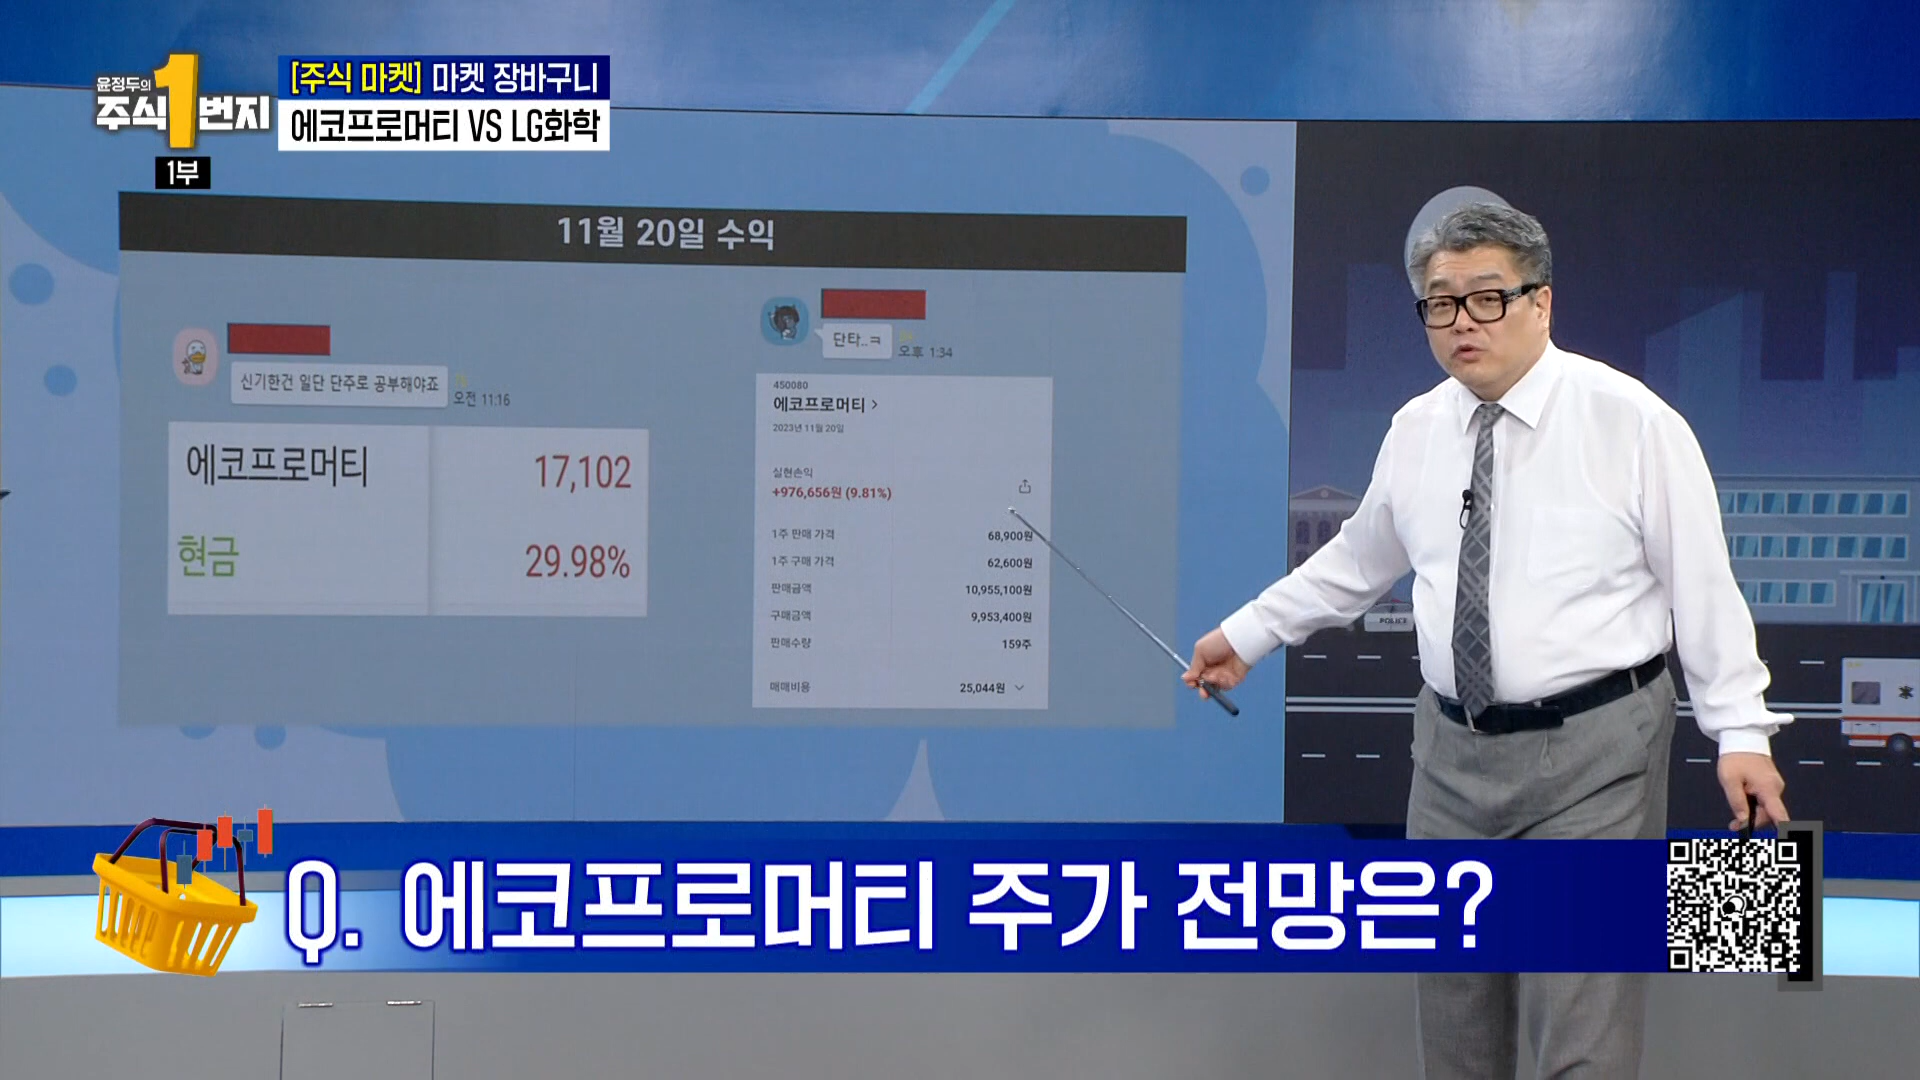 윤정두의
주식1번지
1부
[주식 마켓] 마켓 장바구니
에코프로머티 VS LG화학
11월 20일 수익
신기한건 일단 단주로 공부해야죠
오전 11:16
에코프로머티 17,102
현금 29.98%
단타..ㅋ
오후 1:34
450080
에코프로머티 >
2023년 11월 20일
실현손익
+976,656원 (9.81%)
1주 판매 가격 68,900원
1주 구매 가격 62,600원
판매금액 10,955,100원
구매금액 9,953,400원
판매수량 159주
매매비용 25,044원
POLICE
Q. 에코프로머티 주가 전망은?